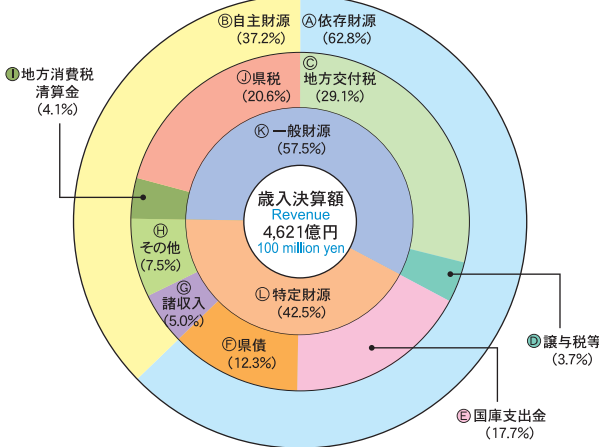 Ⓑ自主財源
(37.2%)
Ⓐ依存財源
(62.8%)
Ⓘ地方消費税
清算金
(4.1%)
Ⓙ県税
(20.6%)
Ⓒ
地方交付税
(29.1%)
Ⓚ一般財源
(57.5%)
歳入決算額
Revenue
4,621億円
100 million yen
Ⓗ
その他
(7.5%)
Ⓖ
諸収入
(5.0%)
Ⓛ特定財源
(42.5%)
Ⓕ県債
(12.3%)
Ⓓ譲与税等
(3.7%)
Ⓔ国庫支出金
(17.7%)